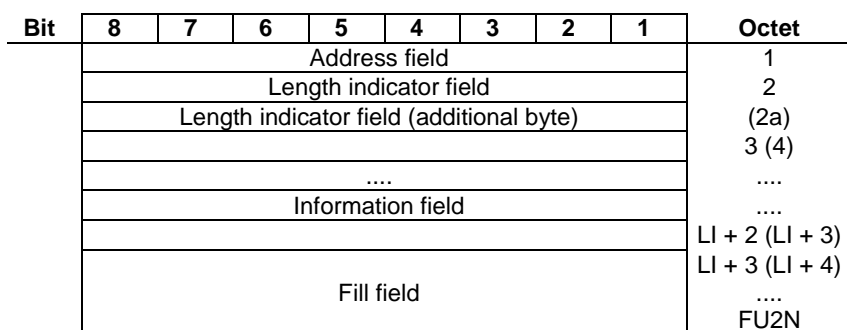 Bit 8 7 6 5 4 3 2 1 Octet
Address field 1
Length indicator field 2
Length indicator field (additional byte) (2a)
3 (4)
.... ....
Information field ....
LI + 2 (LI + 3)
LI + 3 (LI + 4)
Fill field ....
FU2N